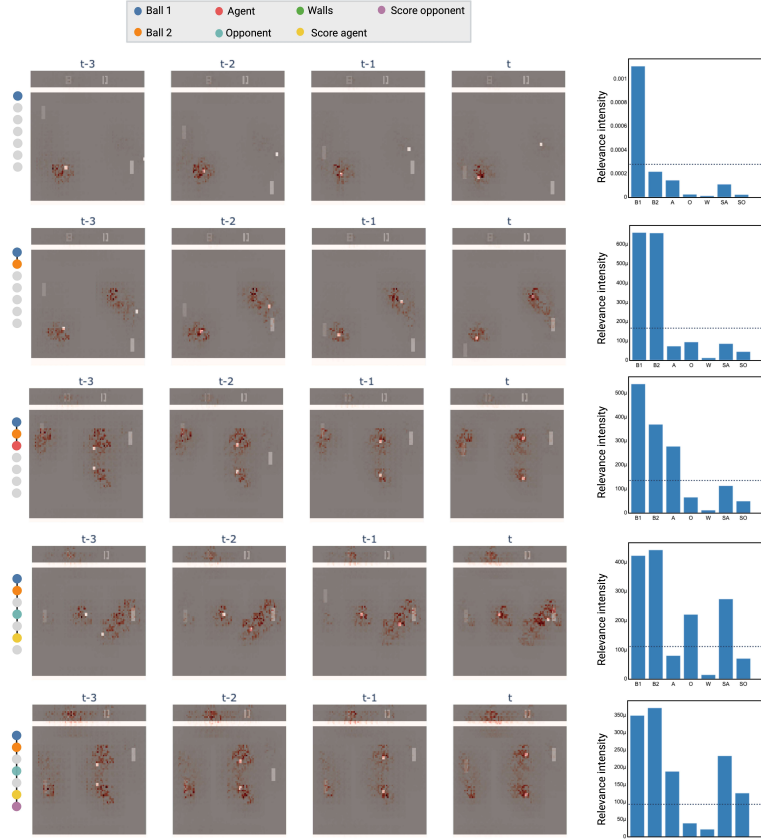 Ball 1 Agent Walls Score opponent
Ball 2 Opponent Score agent
t-3 t-2 t-1 t
Relevance intensity
0.001
0.0008
0.0006
0.0004
0.0002
0
B1 B2 A O W SA SO
t-3 t-2 t-1 t
Relevance intensity
600μ
500μ
400μ
300μ
200μ
100μ
0
B1 B2 A O W SA SO
t-3 t-2 t-1 t
Relevance intensity
500μ
400μ
300μ
200μ
100μ
0
B1 B2 A O W SA SO
t-3 t-2 t-1 t
Relevance intensity
400μ
300μ
200μ
100μ
0
B1 B2 A O W SA SO
t-3 t-2 t-1 t
Relevance intensity
350μ
300μ
250μ
200μ
150μ
100μ
50μ
0
B1 B2 A O W SA SO